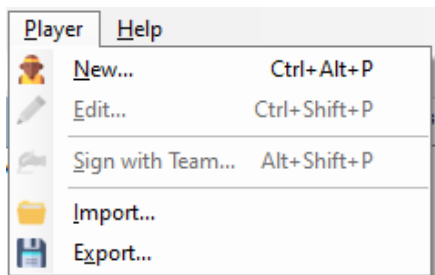 Player Help
New... Ctrl+Alt+P
Edit... Ctrl+Shift+P
Sign with Team... Alt+Shift+P
Import...
Export...